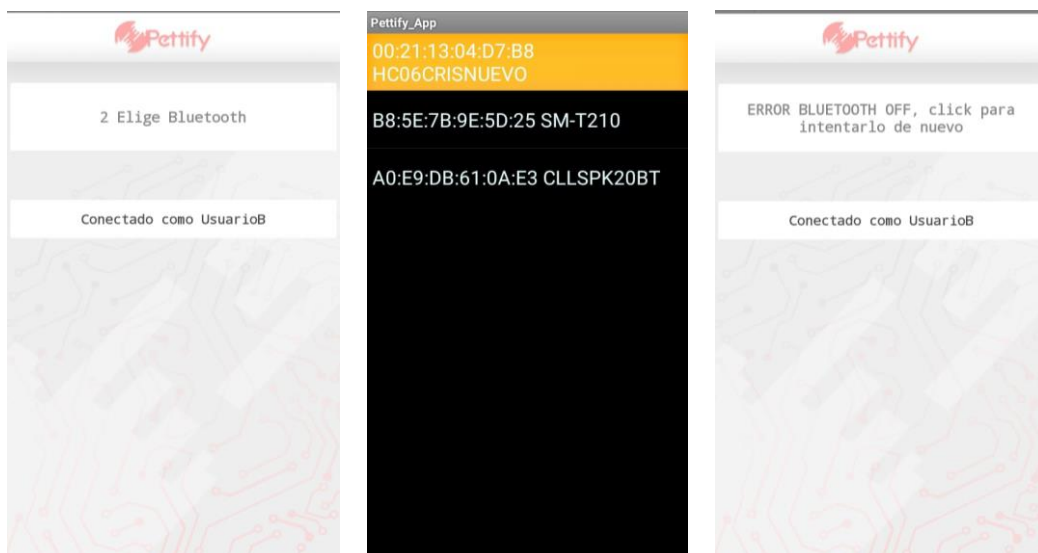 Pettify
2 Elige Bluetooth
Conectado como UsuarioB
Pettify_App
00:21:13:04:D7:B8
HC06CRISNUEVO
B8:5E:7B:9E:5D:25 SM-T210
A0:E9:DB:61:0A:E3 CLLSPK20BT
Pettify
ERROR BLUETOOTH OFF, click para
intentarlo de nuevo
Conectado como UsuarioB